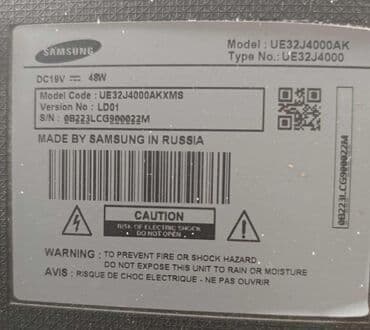 SAMSUNG
Model : UE32J4000AK
Type No.: UE32J4000
DC19V 48W
Model Code : UE32J4000AKXMS
Version No : LD01
S/N : 0B223LCG900022M
MADE BY SAMSUNG IN RUSSIA
0B223LCG900022M
CAUTION
RISK OF ELECTRIC SHOCK
DO NOT OPEN
WARNING : TO PREVENT FIRE OR SHOCK HAZARD,
DO NOT EXPOSE THIS UNIT TO RAIN OR MOISTURE
AVIS : RISQUE DE CHOC ELECTRIQUE - NE PAS OUVRIR